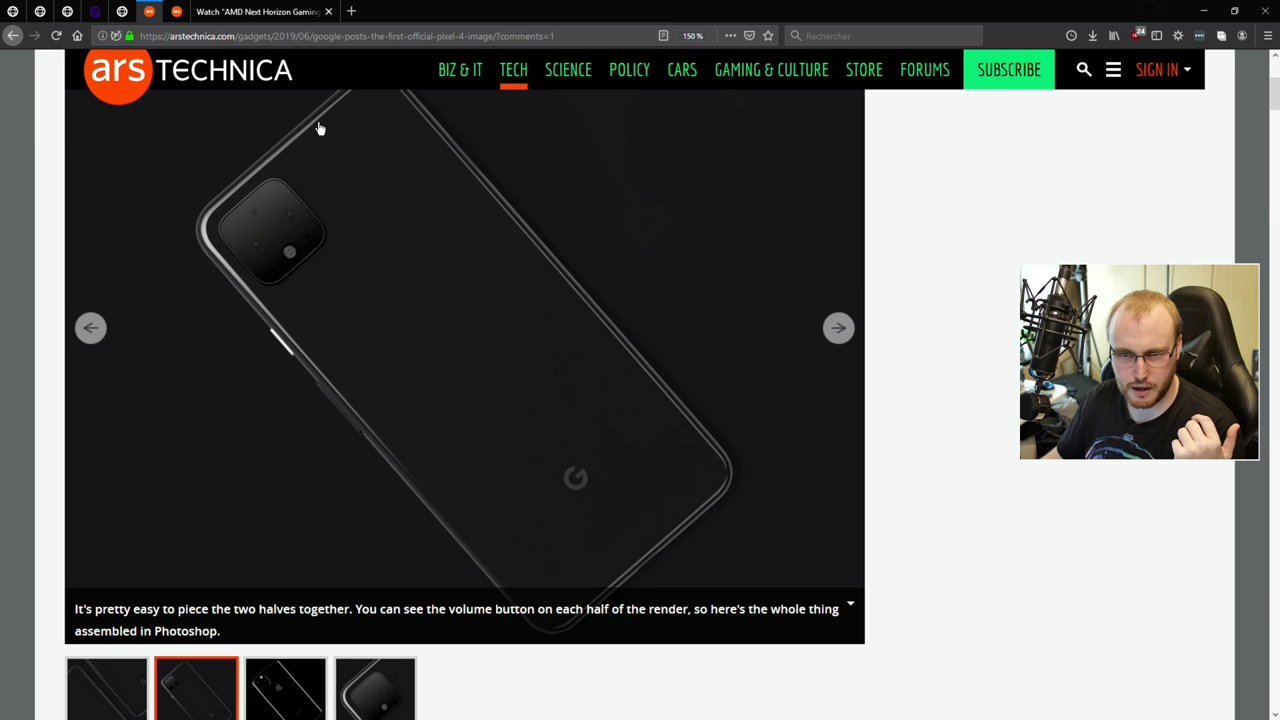 Watch "AMD Next Horizon Gaming
https://arstechnica.com/gadgets/2019/06/google-posts-the-first-official-pixel-4-image/?comments=1
150 %
Rechercher
24
ars TECHNICA
BIZ & IT
TECH
SCIENCE
POLICY
CARS
GAMING & CULTURE
STORE
FORUMS
SUBSCRIBE
SIGN IN
G
It's pretty easy to piece the two halves together. You can see the volume button on each half of the render, so here's the whole thing
assembled in Photoshop.